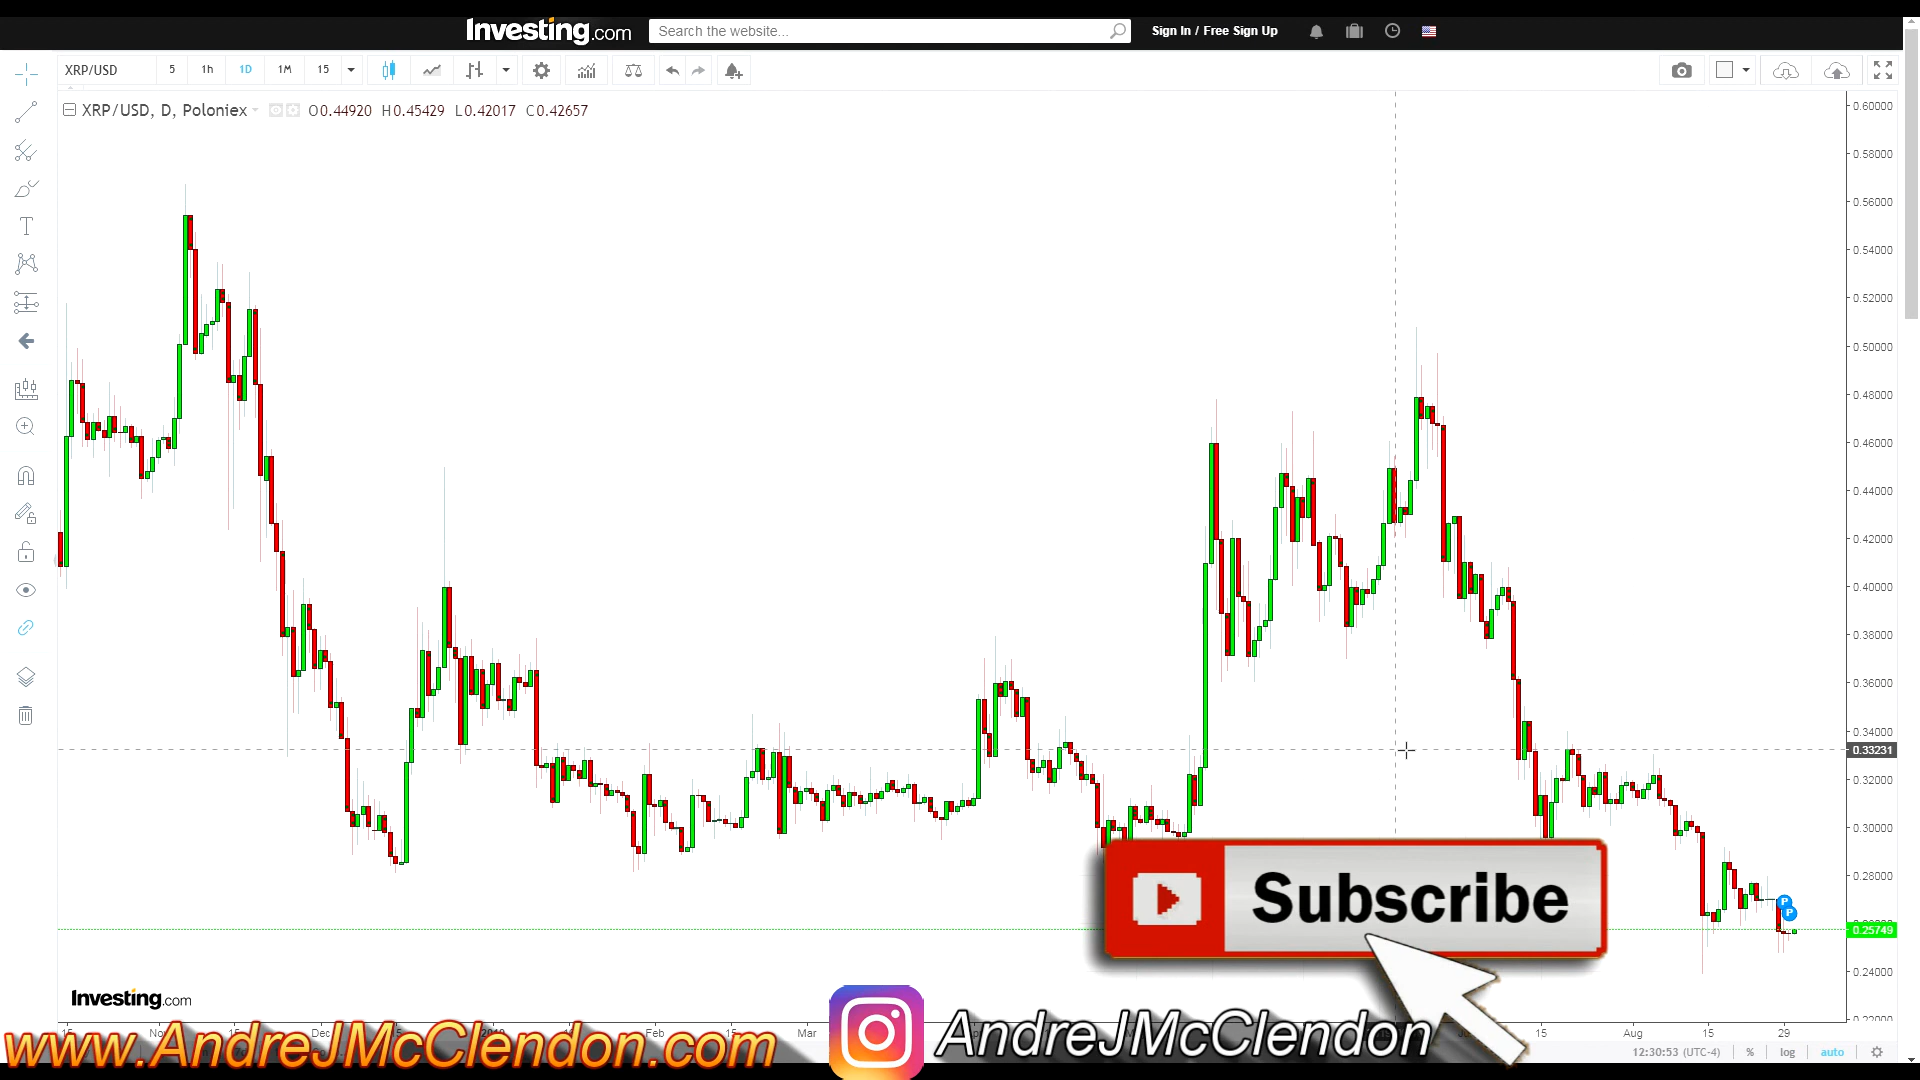 Investing.com
Search the website...
Sign In / Free Sign Up
XRP/USD
5
1h
1D
1M
15
XRP/USD, D, Poloniex
O0.44920 H0.45429 L0.42017 C0.42657
0.60000
0.58000
0.56000
0.54000
0.52000
0.50000
0.48000
0.46000
0.44000
0.42000
0.40000
0.38000
0.36000
0.34000
0.33231
0.32000
0.30000
0.28000
P
P
0.25749
0.24000
Subscribe
Investing.com
Dec
Feb
Mar
15
Aug
15
29
www.AndreJMcClendon.com
AndreJMcClendon
12:30:53 (UTC-4)
%
log
auto